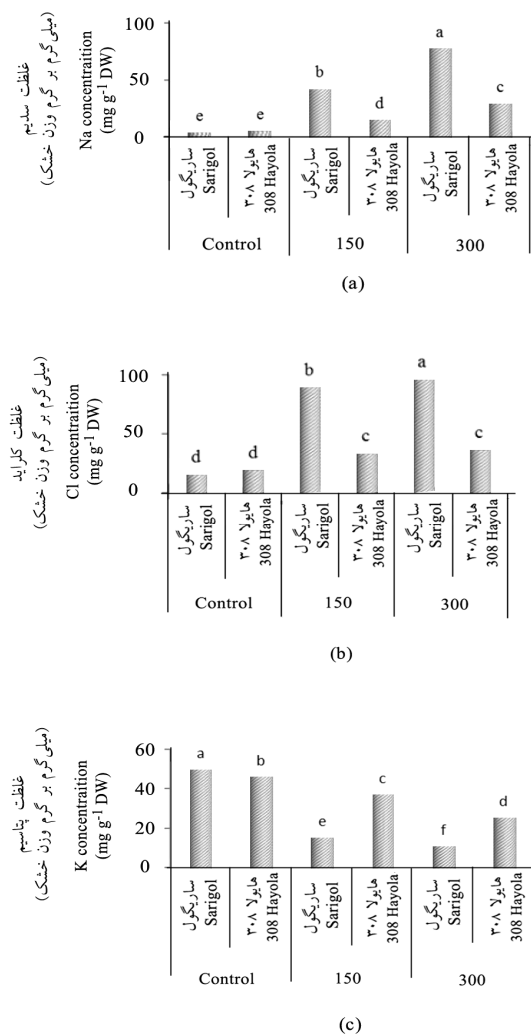 غلظت سدیم
(میلی گرم بر گرم وزن خشک)
Na concentraition
(mg g-1 DW)
100
50
0
e
e
b
d
a
c
ساریگول
Sarigol
هایولا ۳۰۸
308 Hayola
ساریگول
Sarigol
هایولا ۳۰۸
308 Hayola
ساریگول
Sarigol
هایولا ۳۰۸
308 Hayola
Control
150
300
(a)
غلظت کلراید
(میلی گرم بر گرم وزن خشک)
Cl concentraition
(mg g-1 DW)
100
50
0
d
d
b
c
a
c
ساریگول
Sarigol
هایولا ۳۰۸
308 Hayola
ساریگول
Sarigol
هایولا ۳۰۸
308 Hayola
ساریگول
Sarigol
هایولا ۳۰۸
308 Hayola
Control
150
300
(b)
غلظت پتاسیم
(میلی گرم بر گرم وزن خشک)
K concentraition
(mg g-1 DW)
60
40
20
0
a
b
e
c
f
d
ساریگول
Sarigol
هایولا ۳۰۸
308 Hayola
ساریگول
Sarigol
هایولا ۳۰۸
308 Hayola
ساریگول
Sarigol
هایولا ۳۰۸
308 Hayola
Control
150
300
(c)